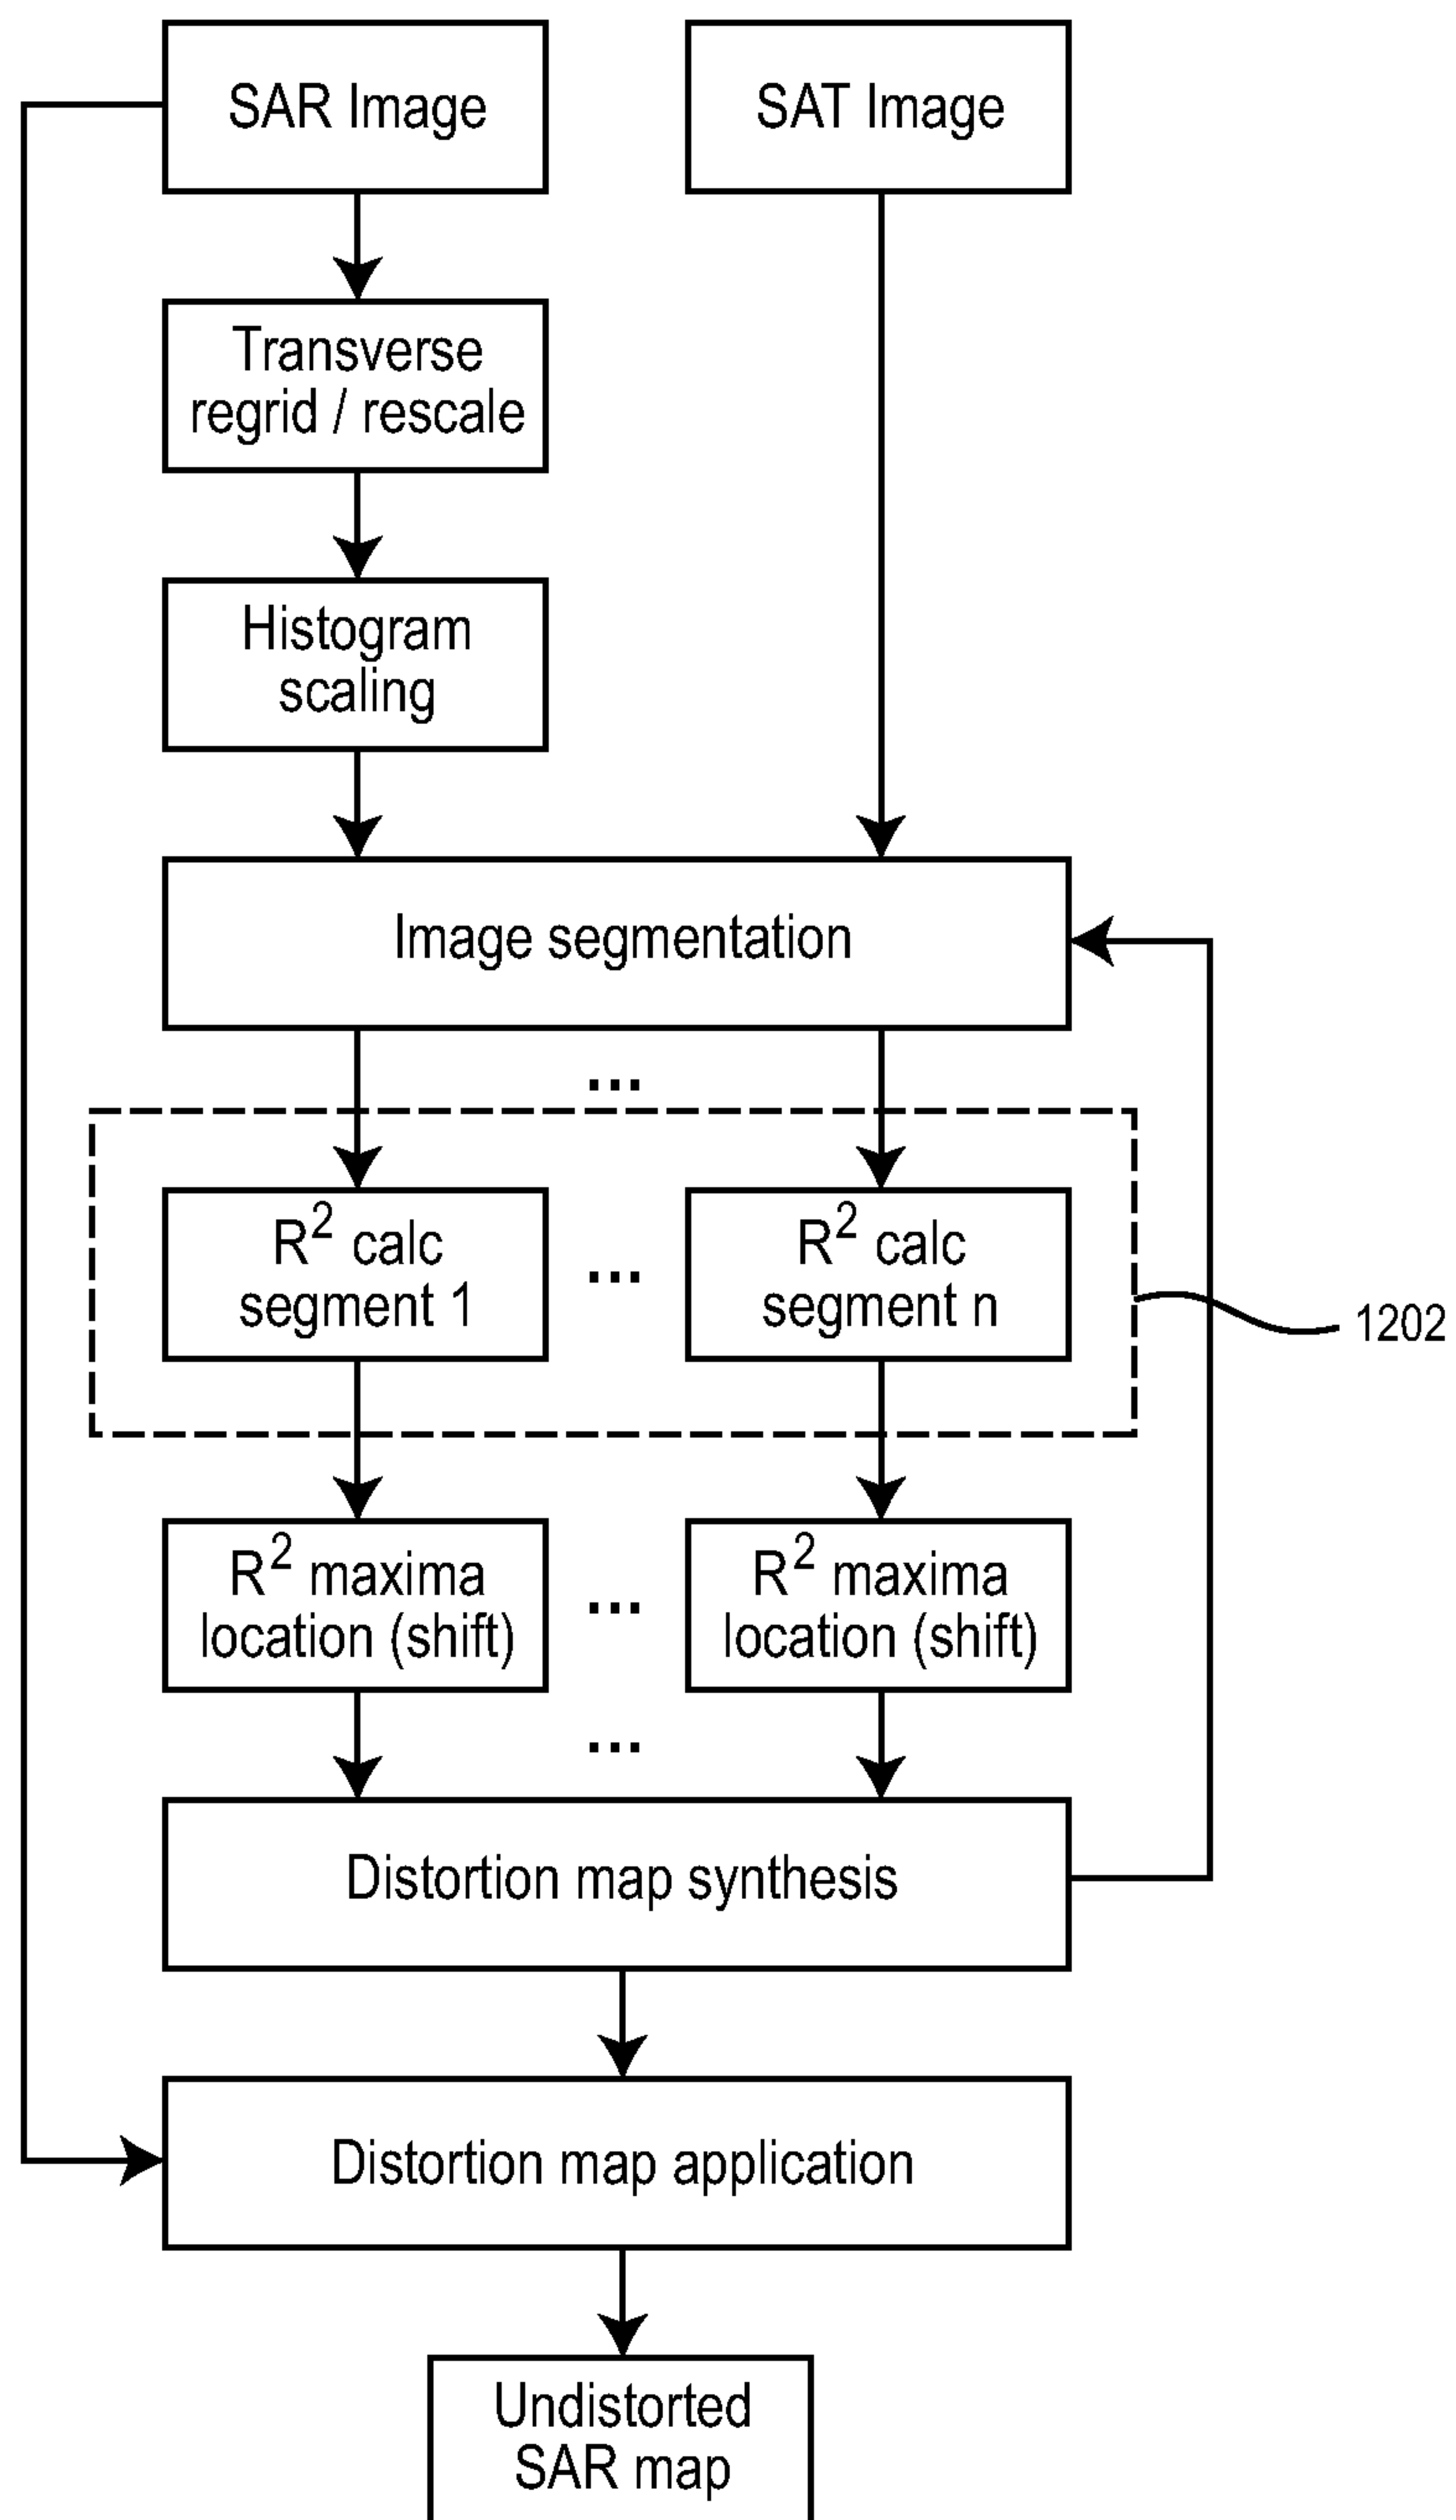 SAR Image
SAT Image
Transverse
regrid / rescale
Histogram
scaling
Image segmentation
...
R² calc
segment 1
...
R² calc
segment n
1202
R² maxima
location (shift)
...
R² maxima
location (shift)
...
Distortion map synthesis
Distortion map application
Undistorted
SAR map